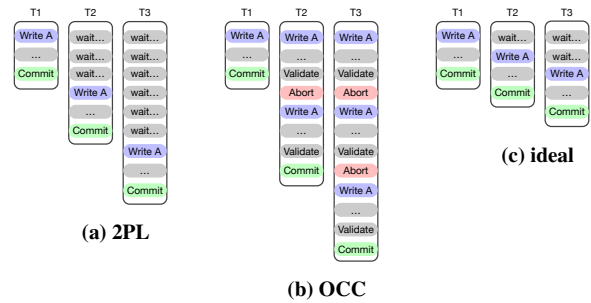 T1 T2 T3
Write A wait... wait...
... wait... wait...
Commit wait... wait...
Write A wait...
... wait...
Commit wait...
Write A
...
Commit
(a) 2PL
T1 T2 T3
Write A Write A Write A
... ... ...
Commit Validate Validate
Abort Abort
Write A Write A
... ...
Validate Validate
Commit Abort
Write A
...
Validate
Commit
(b) OCC
T1 T2 T3
Write A wait... wait...
... Write A wait...
Commit ... Write A
Commit ...
Commit
(c) ideal